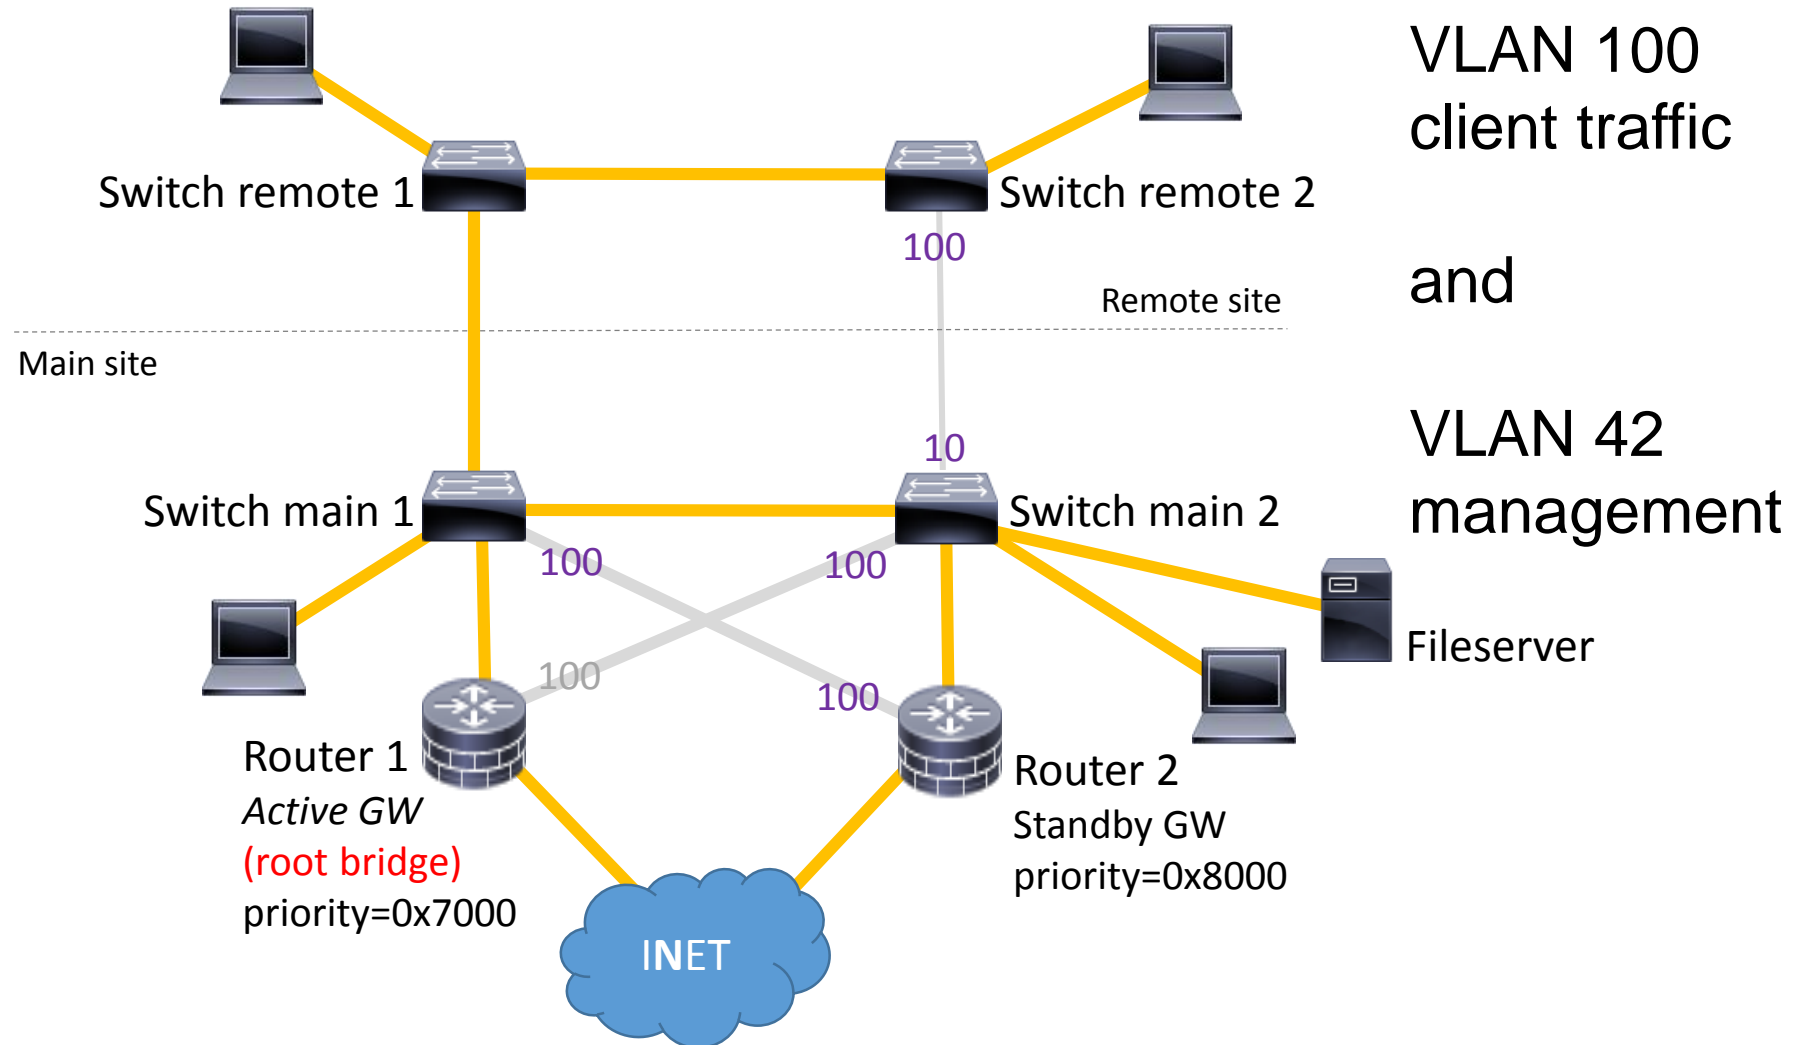 VLAN 100
client traffic
and
VLAN 42
management
Switch remote 1
Switch remote 2
100
Remote site
Main site
10
Switch main 1
Switch main 2
100
100
100
100
Fileserver
Router 1
Active GW
(root bridge)
priority=0x7000
Router 2
Standby GW
priority=0x8000
INET